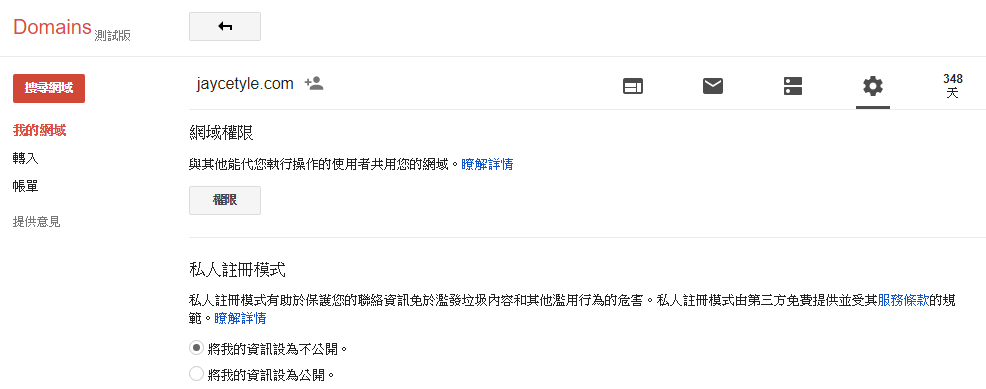 Domains 測試版
搜尋網域
jaycetyle.com
348
天
我的網域
轉入
帳單
提供意見
網域權限
與其他能代您執行操作的使用者共用您的網域。瞭解詳情
權限
私人註冊模式
私人註冊模式有助於保護您的聯絡資訊免於濫發垃圾內容和其他濫用行為的危害。私人註冊模式由第三方免費提供並受其服務條款的規
範。瞭解詳情
將我的資訊設為不公開。
將我的資訊設為公開。